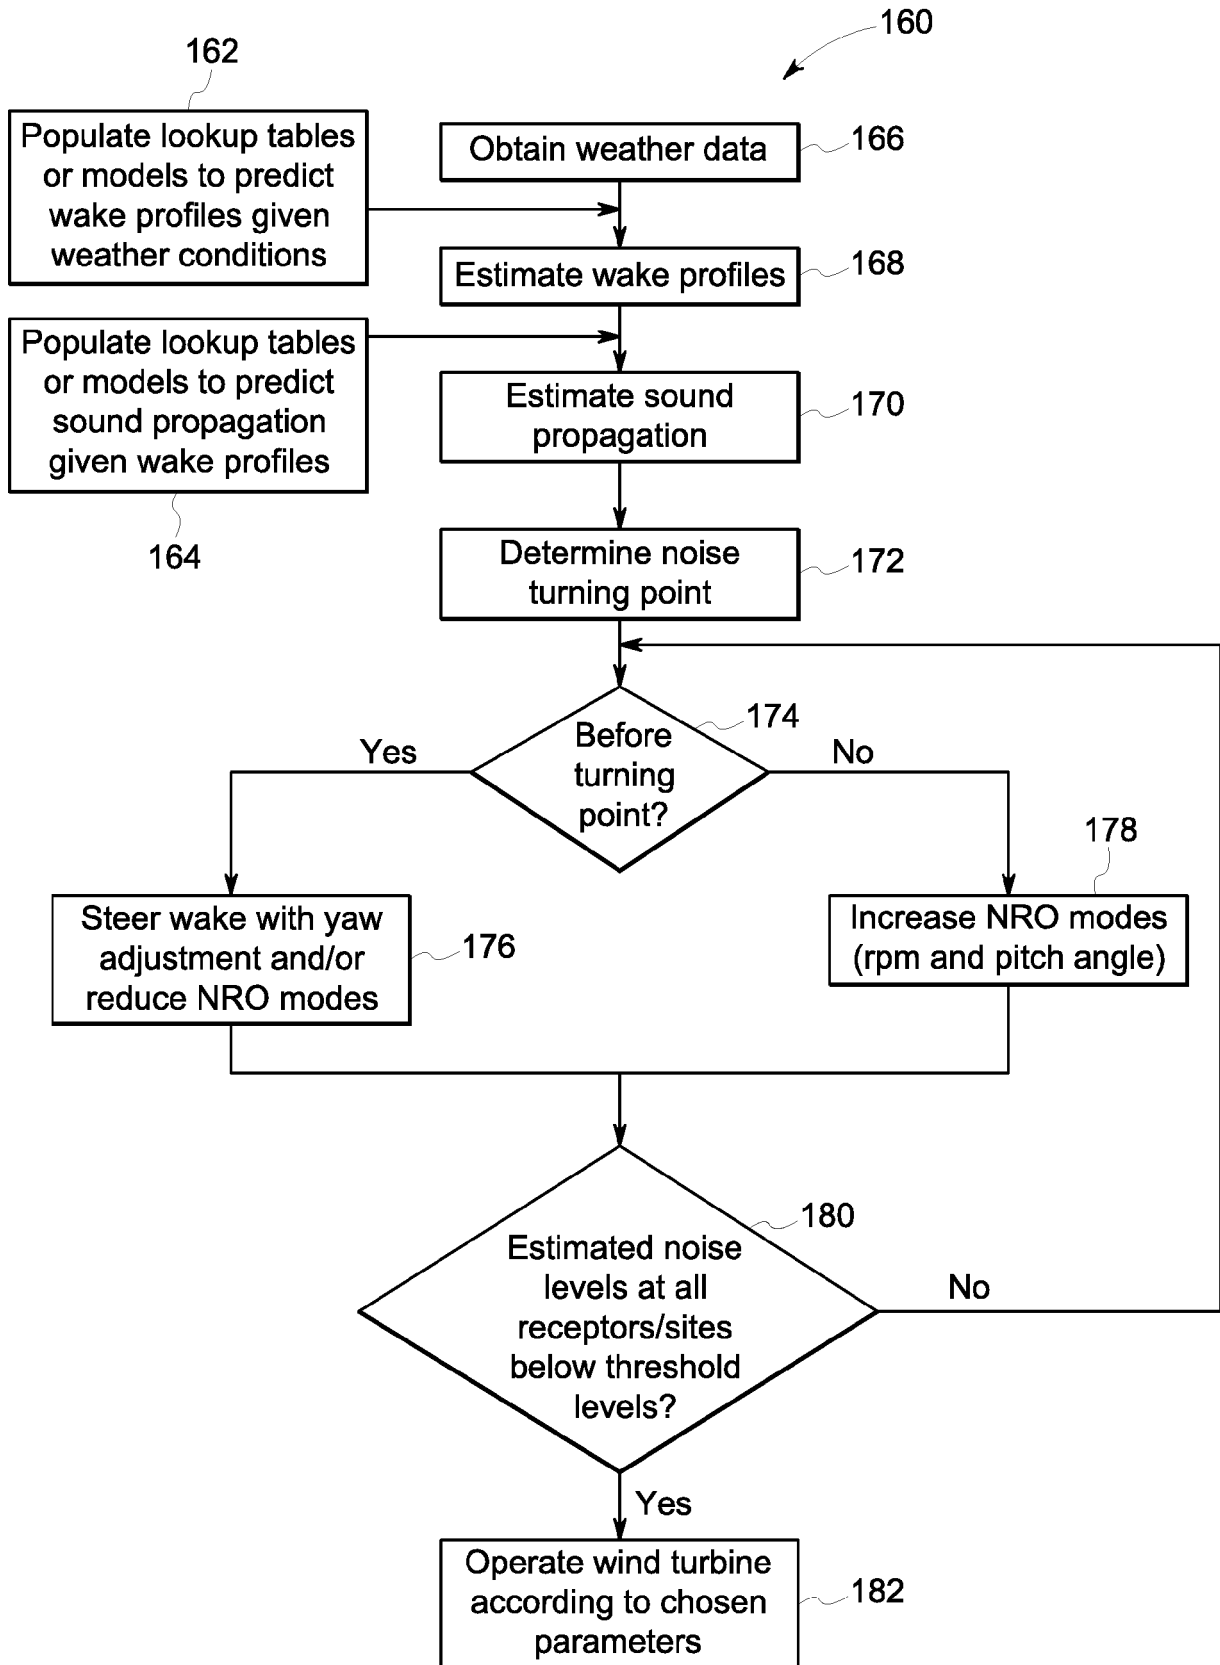 160
162
Populate lookup tables
or models to predict
wake profiles given
weather conditions
Obtain weather data
166
Estimate wake profiles
168
Populate lookup tables
or models to predict
sound propagation
given wake profiles
164
Estimate sound
propagation
170
Determine noise
turning point
172
Before
turning
point?
174
Yes
No
Steer wake with yaw
adjustment and/or
reduce NRO modes
176
178
Increase NRO modes
(rpm and pitch angle)
180
Estimated noise
levels at all
receptors/sites
below threshold
levels?
No
Yes
Operate wind turbine
according to chosen
parameters
182